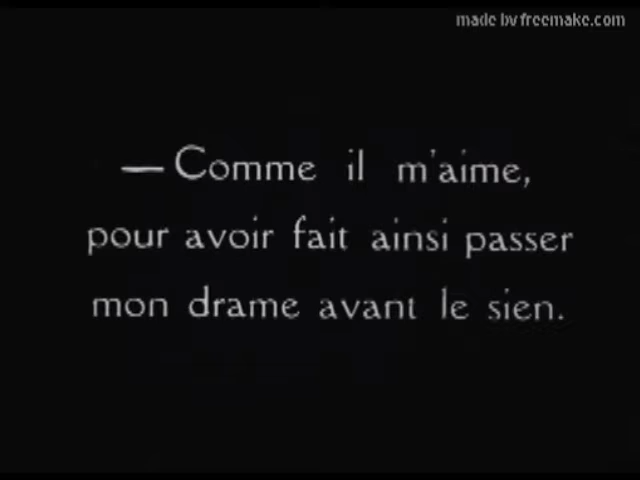 made by freemake.com
— Comme il m'aime,
pour avoir fait ainsi passer
mon drame avant le sien.